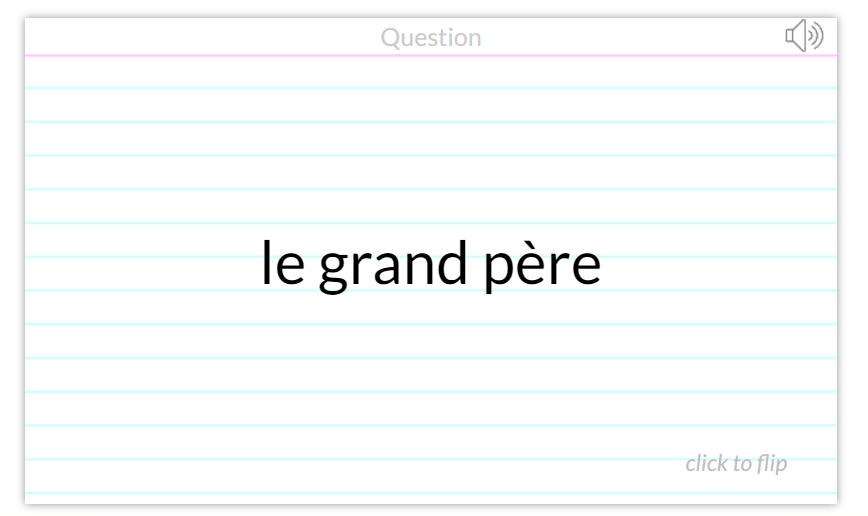 Question
le grand père
click to flip